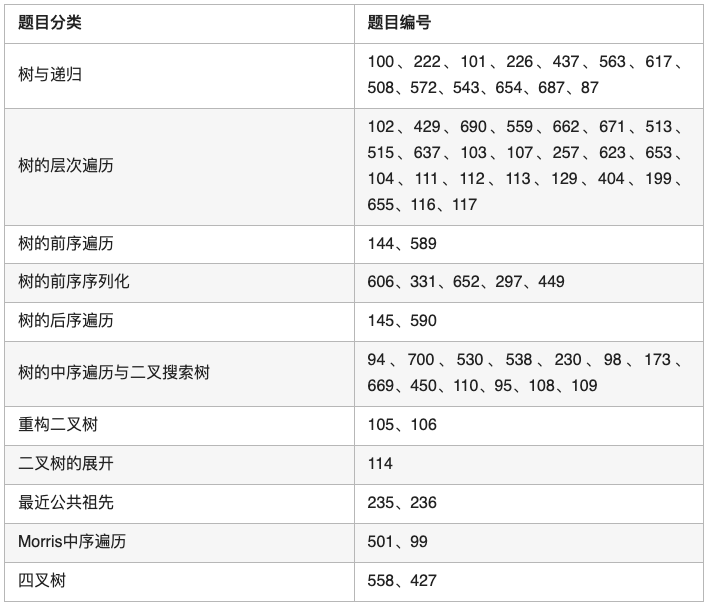 题目分类 题目编号
树与递归 100、222、101、226、437、563、617、
508、572、543、654、687、87
树的层次遍历 102、429、690、559、662、671、513、
515、637、103、107、257、623、653、
104、111、112、113、129、404、199、
655、116、117
树的前序遍历 144、589
树的前序序列化 606、331、652、297、449
树的后序遍历 145、590
树的中序遍历与二叉搜索树 94、700、530、538、230、98、173、
669、450、110、95、108、109
重构二叉树 105、106
二叉树的展开 114
最近公共祖先 235、236
Morris中序遍历 501、99
四叉树 558、427